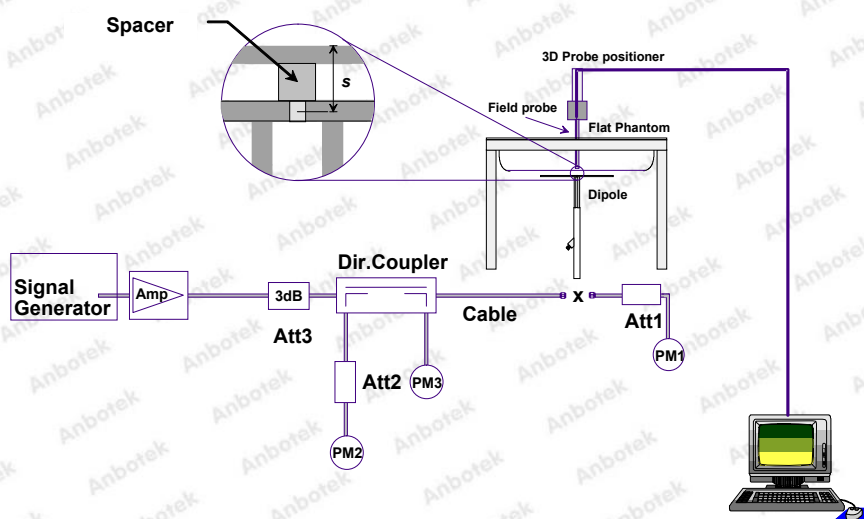 Spacer
s
3D Probe positioner
Field probe
Flat Phantom
Dipole
Signal
Generator
Amp
3dB
Att3
Dir.Coupler
Cable
x
Att1
PM1
Att2
PM3
PM2
Anbotek